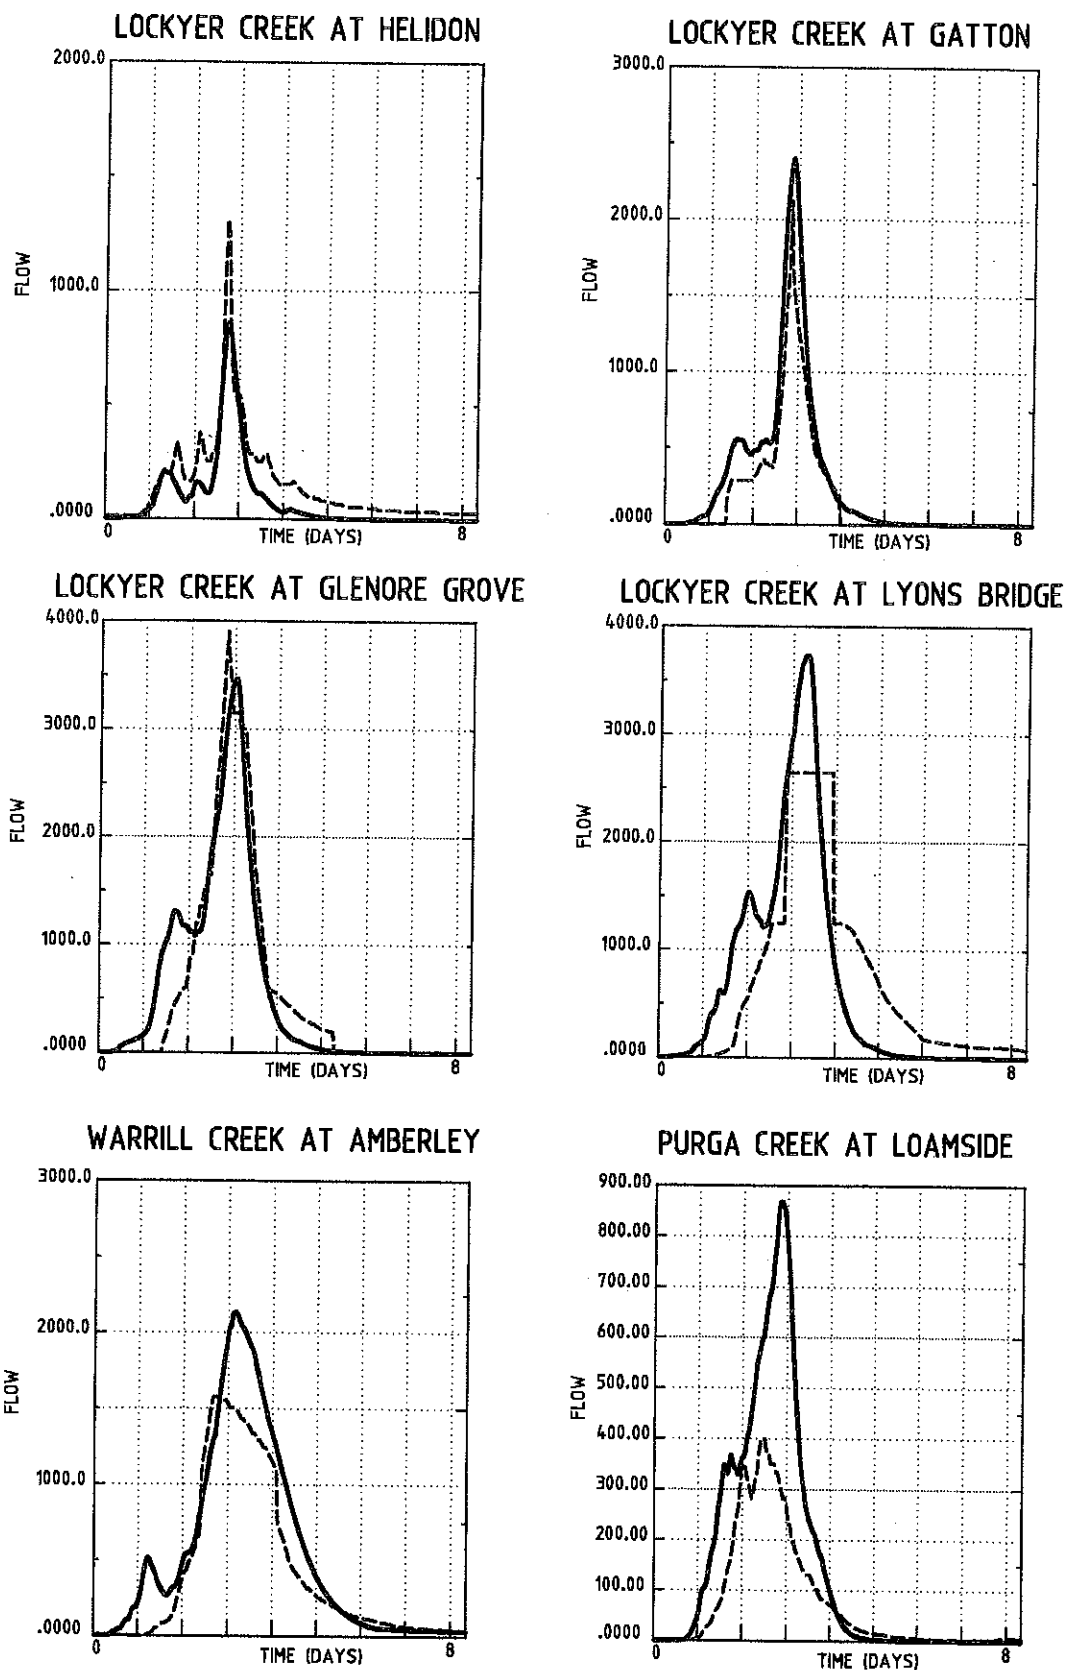 LOCKYER CREEK AT HELIDON
2000.0
1000.0
.0000
FLOW
0
8
TIME (DAYS)
LOCKYER CREEK AT GATTON
3000.0
2000.0
1000.0
.0000
FLOW
0
8
TIME (DAYS)
LOCKYER CREEK AT GLENORE GROVE
4000.0
3000.0
2000.0
1000.0
.0000
FLOW
0
8
TIME (DAYS)
LOCKYER CREEK AT LYONS BRIDGE
4000.0
3000.0
2000.0
1000.0
.0000
FLOW
0
8
TIME (DAYS)
WARRILL CREEK AT AMBERLEY
3000.0
2000.0
1000.0
.0000
FLOW
0
8
TIME (DAYS)
PURGA CREEK AT LOAMSIDE
900.00
800.00
700.00
600.00
500.00
400.00
300.00
200.00
100.00
.0000
FLOW
0
8
TIME (DAYS)